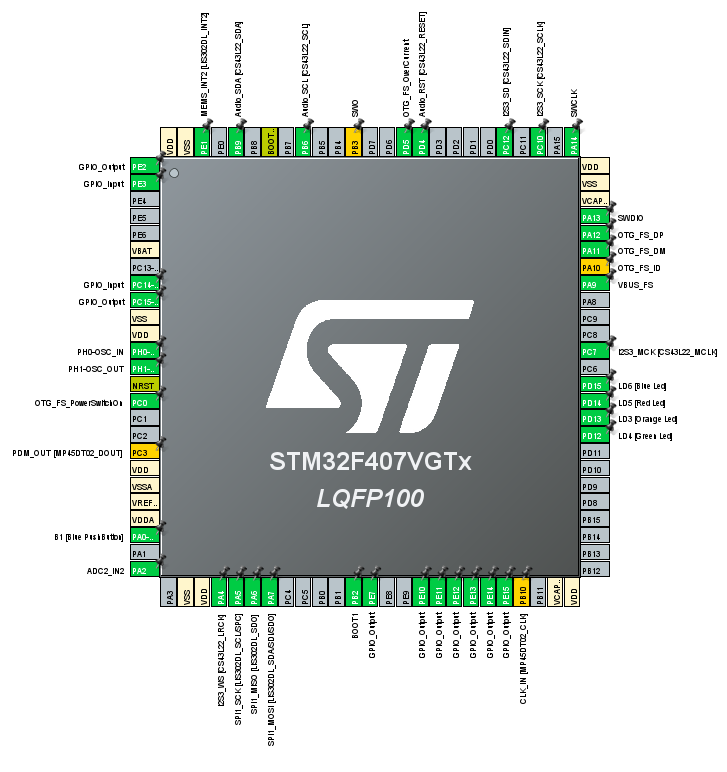 MEMS_INT2 [LIS302DL_INT2]
Audio_SDA [CS43L22_SDA]
Audio_SCL [CS43L22_SCL]
SWO
OTG_FS_OverCurrent
Audio_RST [CS43L22_RESET]
I2S3_SD [CS43L22_SDIN]
I2S3_SCK [CS43L22_SCLK]
SWCLK
VDD
VSS
PE1
PE0
PB9
PB8
BOOT..
PB7
PB6
PB5
PB4
PB3
PD7
PD6
PD5
PD4
PD3
PD2
PD1
PD0
PC12
PC11
PC10
PA15
PA14
GPIO_Output PE2
GPIO_Input PE3
PE4
PE5
PE6
VBAT
PC13-..
GPIO_Input PC14-..
GPIO_Output PC15-..
VSS
VDD
PH0-OSC_IN PH0-..
PH1-OSC_OUT PH1-..
NRST
OTG_FS_PowerSwitchOn PC0
PC1
PC2
PDM_OUT [MP45DT02_DOUT] PC3
VDD
VSSA
VREF..
VDDA
B1 [Blue PushButton] PA0-..
PA1
ADC2_IN2 PA2
STM32F407VGTx
LQFP100
VDD
VSS
VCAP..
PA13 SWDIO
PA12 OTG_FS_DP
PA11 OTG_FS_DM
PA10 OTG_FS_ID
PA9 VBUS_FS
PA8
PC9
PC8
PC7 I2S3_MCK [CS43L22_MCLK]
PC6
PD15 LD6 [Blue Led]
PD14 LD5 [Red Led]
PD13 LD3 [Orange Led]
PD12 LD4 [Green Led]
PD11
PD10
PD9
PD8
PB15
PB14
PB13
PB12
PA3
VSS
VDD
PA4
PA5
PA6
PA7
PC4
PC5
PB0
PB1
PB2
PE7
PE8
PE9
PE10
PE11
PE12
PE13
PE14
PE15
PB10
PB11
VCAP..
VDD
I2S3_WS [CS43L22_LRCK]
SPI1_SCK [LIS302DL_SCL/SPC]
SPI1_MISO [LIS302DL_SDO]
SPI1_MOSI [LIS302DL_SDA/SDI/SDO]
BOOT1
GPIO_Output
GPIO_Output
GPIO_Output
GPIO_Output
GPIO_Output
GPIO_Output
GPIO_Output
CLK_IN [MP45DT02_CLK]